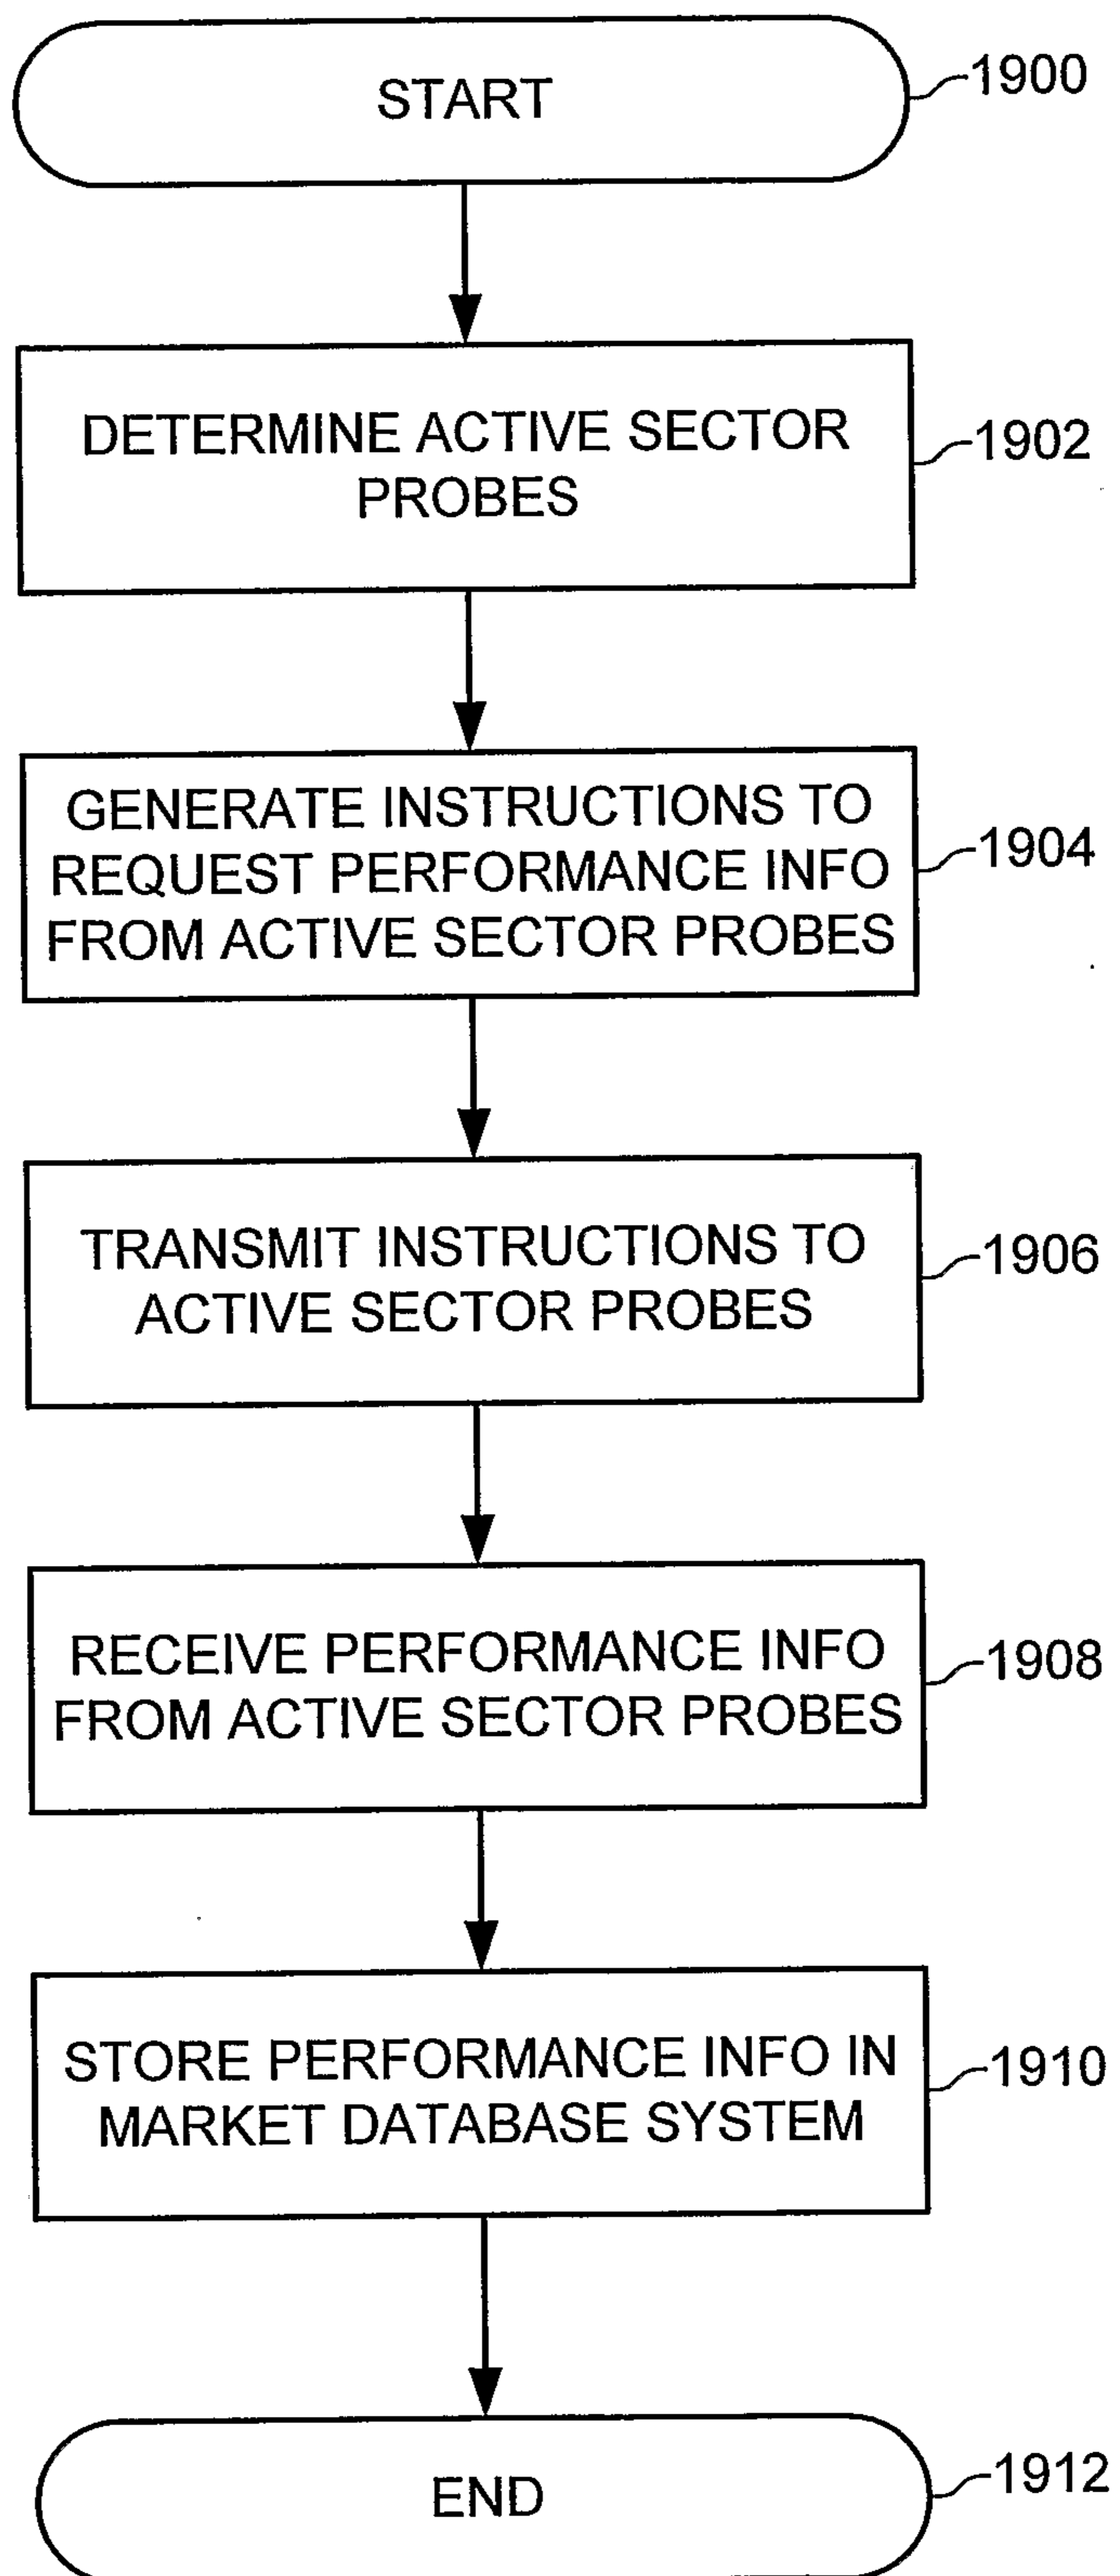 START
1900
DETERMINE ACTIVE SECTOR
PROBES
1902
GENERATE INSTRUCTIONS TO
REQUEST PERFORMANCE INFO
FROM ACTIVE SECTOR PROBES
1904
TRANSMIT INSTRUCTIONS TO
ACTIVE SECTOR PROBES
1906
RECEIVE PERFORMANCE INFO
FROM ACTIVE SECTOR PROBES
1908
STORE PERFORMANCE INFO IN
MARKET DATABASE SYSTEM
1910
END
1912